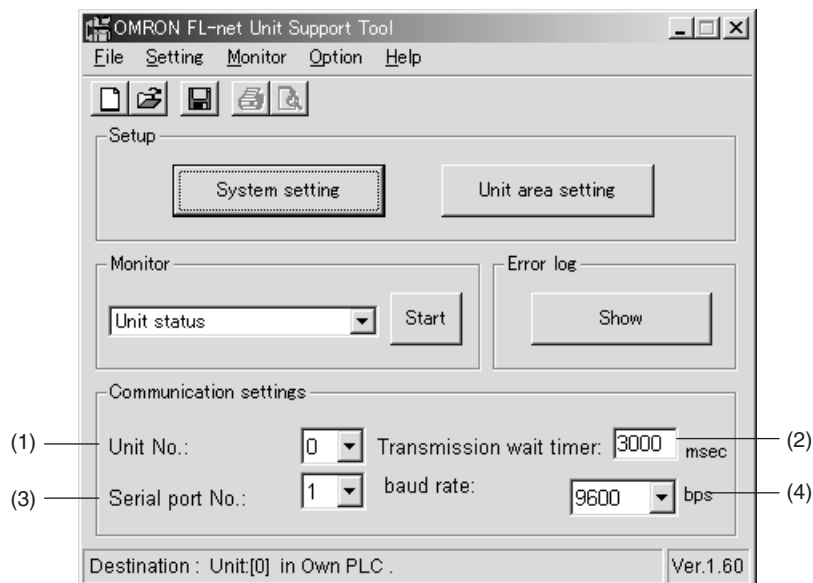 OMRON FL-net Unit Support Tool
File Setting Monitor Option Help
Setup
System setting Unit area setting
Monitor Error log
Unit status Start Show
Communication settings
(1) Unit No.: 0 Transmission wait timer: 3000 msec (2)
(3) Serial port No.: 1 baud rate: 9600 bps (4)
Destination : Unit:[0] in Own PLC . Ver.1.60